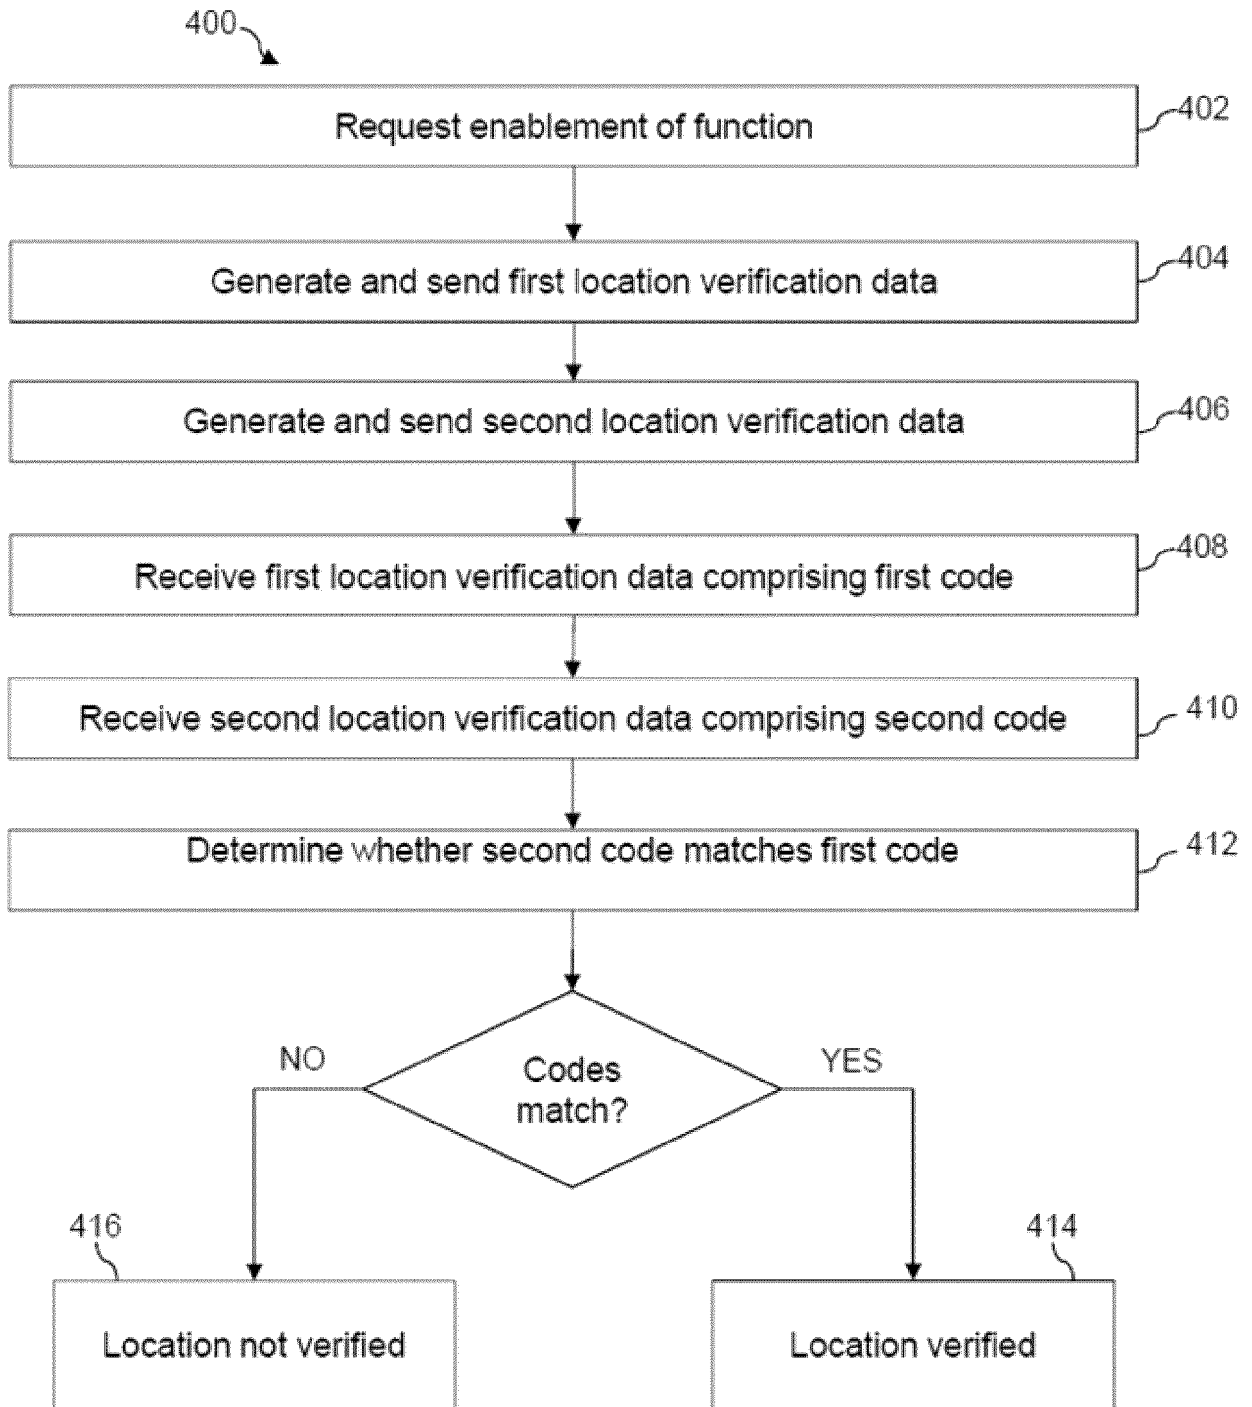 400
Request enablement of function
402
Generate and send first location verification data
404
Generate and send second location verification data
406
Receive first location verification data comprising first code
408
Receive second location verification data comprising second code
410
Determine whether second code matches first code
412
NO
Codes
match?
YES
416
414
Location not verified
Location verified